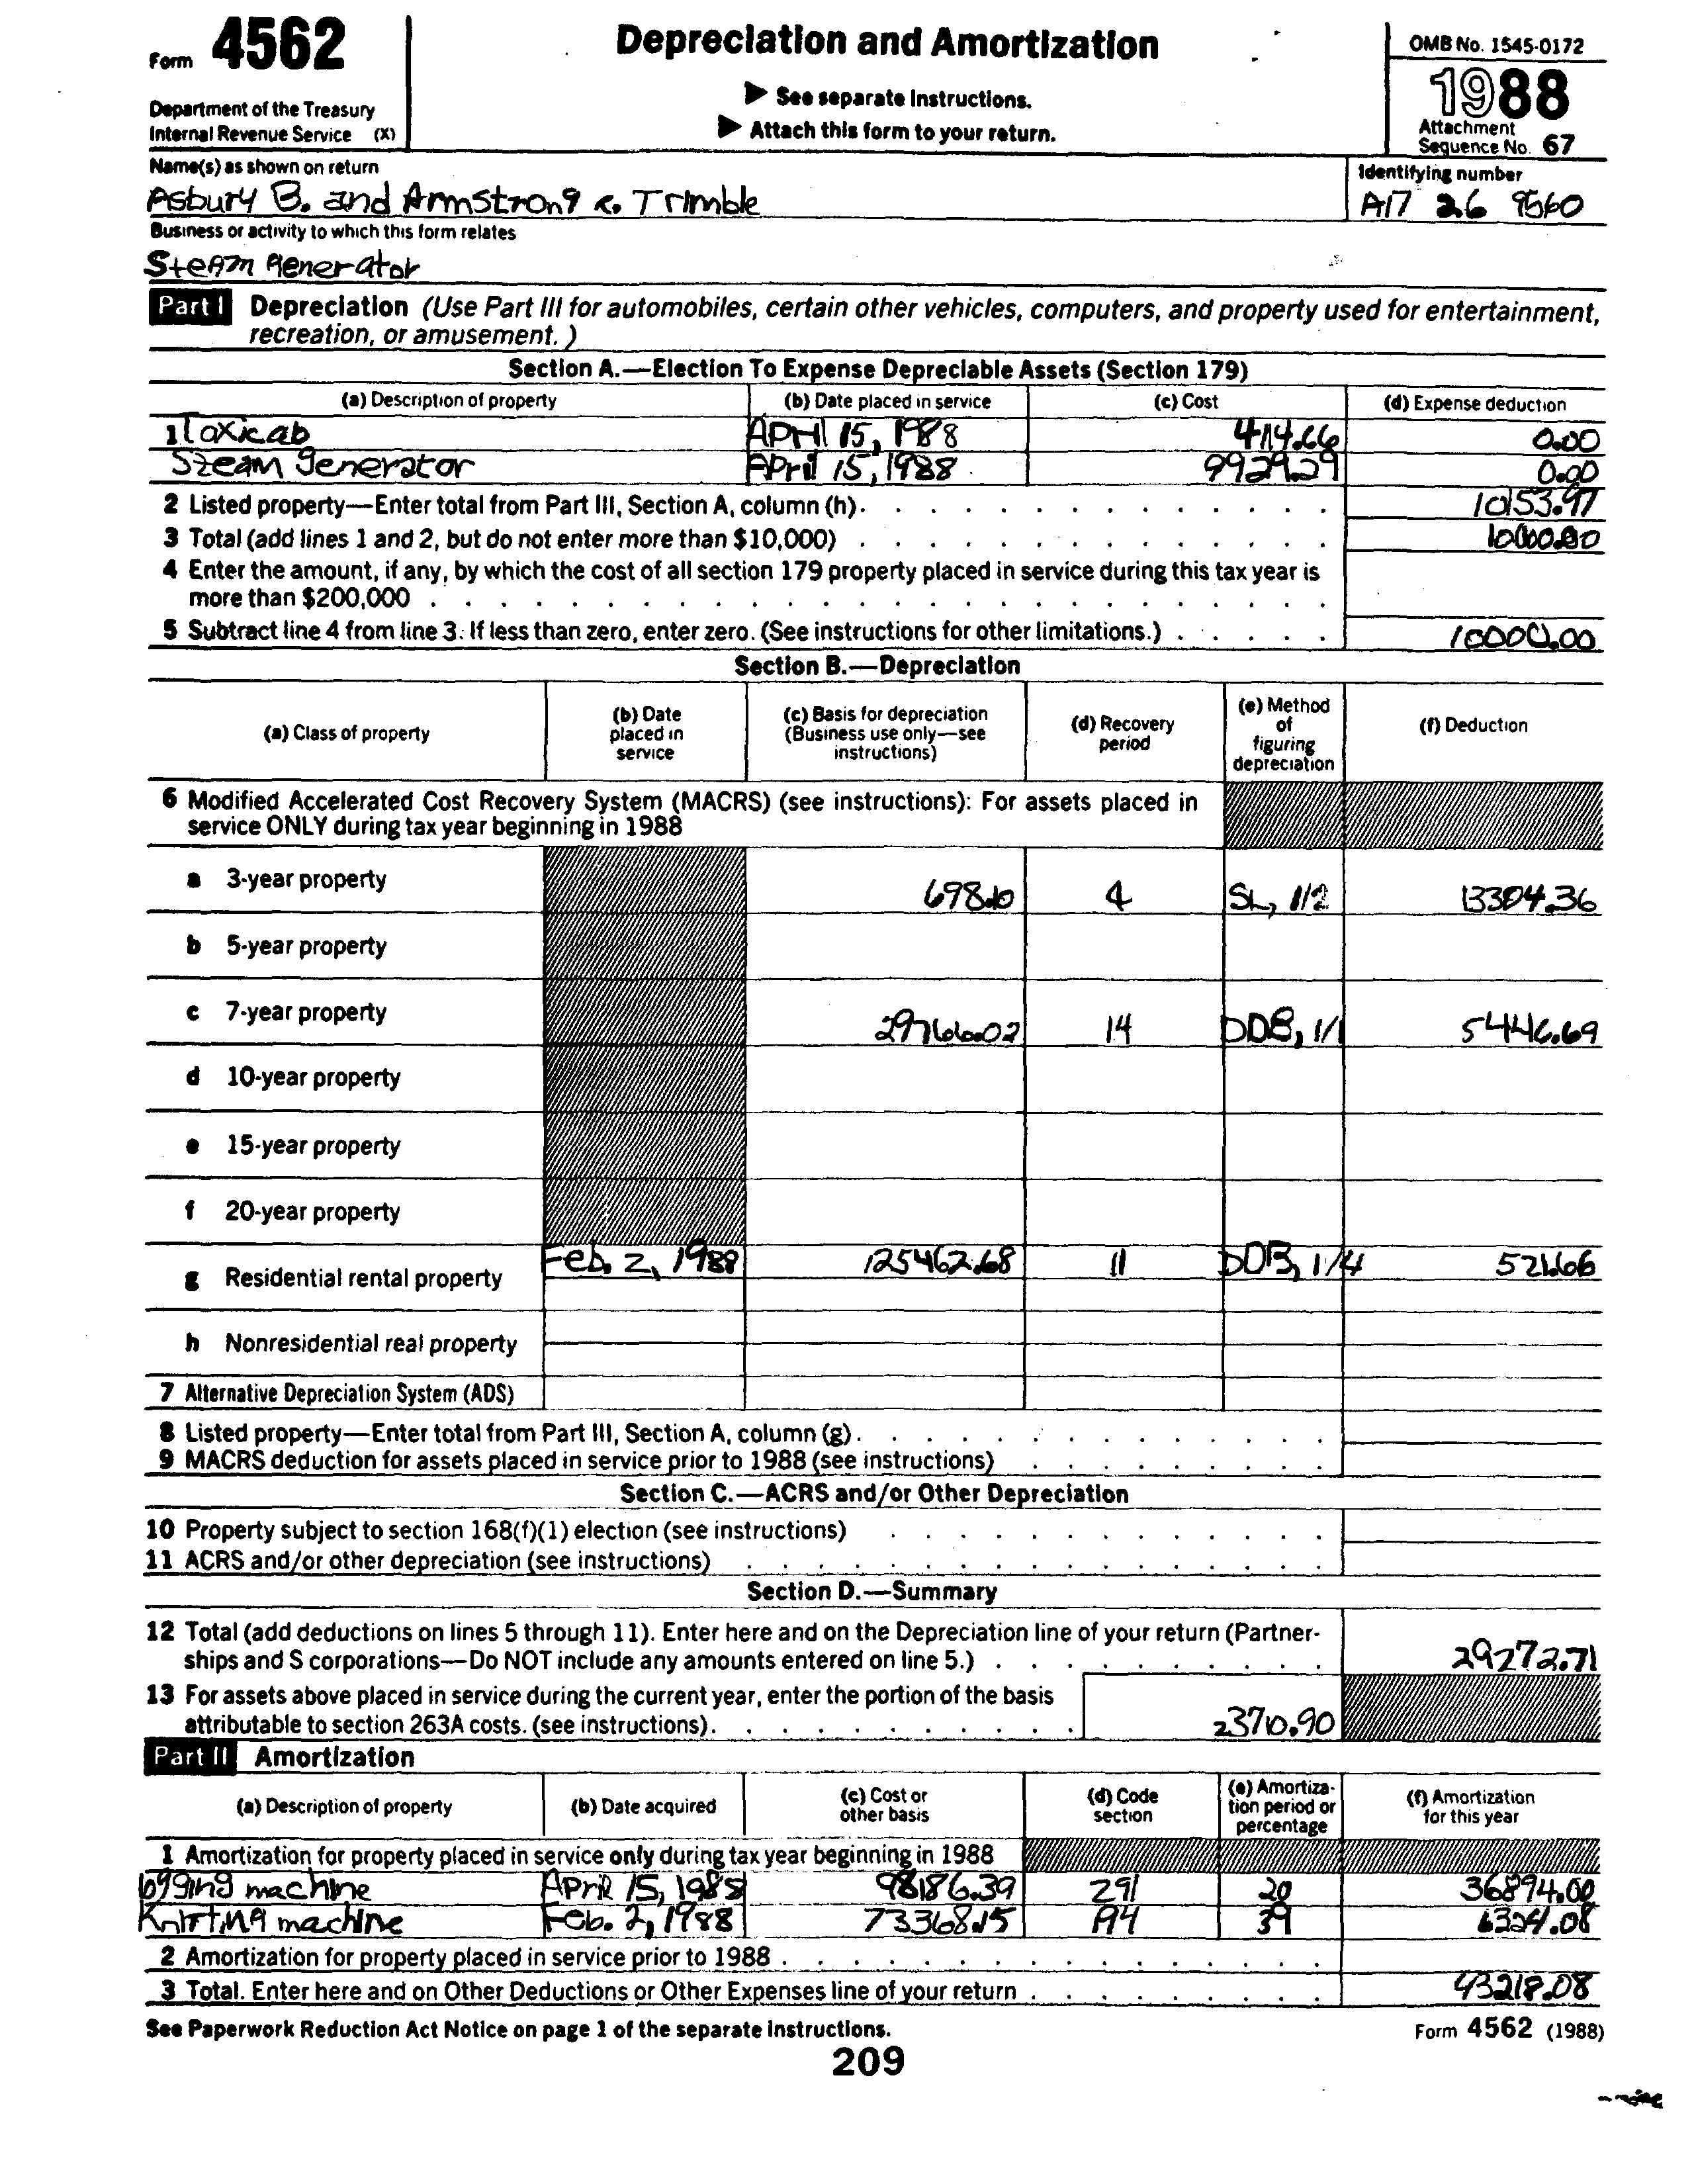 Form 4562
Department of the Treasury
Internal Revenue Service (X)
Depreciation and Amortization
▶ See separate Instructions.
▶ Attach this form to your return.
OMB No. 1545-0172
1988
Attachment
Sequence No. 67
Name(s) as shown on return
Asbury B. and Armstrong C. Trimble
Identifying number
A17 26 9560
Business or activity to which this form relates
Steam generator
Part I Depreciation (Use Part III for automobiles, certain other vehicles, computers, and property used for entertainment,
recreation, or amusement.)
Section A.—Election To Expense Depreciable Assets (Section 179)
(a) Description of property (b) Date placed in service (c) Cost (d) Expense deduction
1 Taxicab April 15, 1988 414.66 0.00
Steam generator April 15, 1988 9929.29 0.00
2 Listed property—Enter total from Part III, Section A, column (h). 10153.97
3 Total (add lines 1 and 2, but do not enter more than $10,000) 10000.00
4 Enter the amount, if any, by which the cost of all section 179 property placed in service during this tax year is
more than $200,000
5 Subtract line 4 from line 3. If less than zero, enter zero. (See instructions for other limitations.) 10000.00
Section B.—Depreciation
(a) Class of property
(b) Date
placed in
service
(c) Basis for depreciation
(Business use only—see
instructions)
(d) Recovery
period
(e) Method
of
figuring
depreciation
(f) Deduction
6 Modified Accelerated Cost Recovery System (MACRS) (see instructions): For assets placed in
service ONLY during tax year beginning in 1988
a 3-year property 698.10 4 SL, 1/2 13304.36
b 5-year property
c 7-year property 29766.02 14 DDB, 1/1 5446.69
d 10-year property
e 15-year property
f 20-year property
g Residential rental property Feb. 2, 1988 125462.68 11 DDB, 1/4 521.66
h Nonresidential real property
7 Alternative Depreciation System (ADS)
8 Listed property—Enter total from Part III, Section A, column (g).
9 MACRS deduction for assets placed in service prior to 1988 (see instructions)
Section C.—ACRS and/or Other Depreciation
10 Property subject to section 168(f)(1) election (see instructions)
11 ACRS and/or other depreciation (see instructions)
Section D.—Summary
12 Total (add deductions on lines 5 through 11). Enter here and on the Depreciation line of your return (Partner-
ships and S corporations—Do NOT include any amounts entered on line 5.) 29272.71
13 For assets above placed in service during the current year, enter the portion of the basis
attributable to section 263A costs. (see instructions). 23710.90
Part II Amortization
(a) Description of property
(b) Date acquired
(c) Cost or
other basis
(d) Code
section
(e) Amortiza-
tion period or
percentage
(f) Amortization
for this year
1 Amortization for property placed in service only during tax year beginning in 1988
machine April 15, 1988 98186.39 291 20 36894.00
Knitting machine Feb. 2, 1988 73368.15 194 39 6324.08
2 Amortization for property placed in service prior to 1988
3 Total. Enter here and on Other Deductions or Other Expenses line of your return 43218.08
See Paperwork Reduction Act Notice on page 1 of the separate Instructions.
Form 4562 (1988)
209